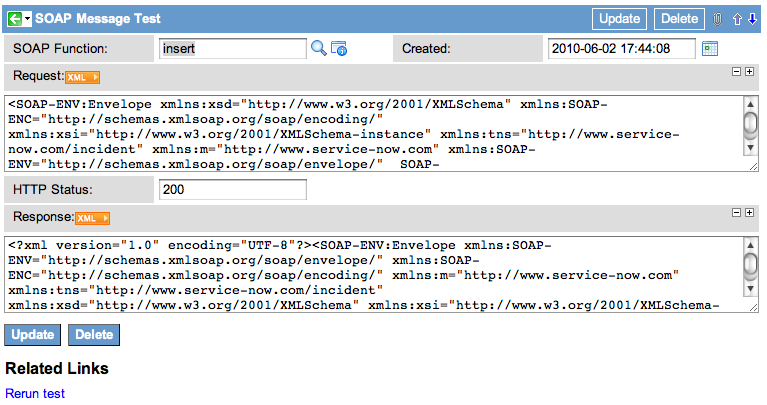 SOAP Message Test Update Delete
SOAP Function: insert Created: 2010-06-02 17:44:08
Request: XML
<SOAP-ENV:Envelope xmlns:xsd="http://www.w3.org/2001/XMLSchema" xmlns:SOAP-
ENC="http://schemas.xmlsoap.org/soap/encoding/"
xmlns:xsi="http://www.w3.org/2001/XMLSchema-instance" xmlns:tns="http://www.service-
now.com/incident" xmlns:m="http://www.service-now.com" xmlns:SOAP-
ENV="http://schemas.xmlsoap.org/soap/envelope/"  SOAP-
HTTP Status: 200
Response: XML
<?xml version="1.0" encoding="UTF-8"?><SOAP-ENV:Envelope xmlns:SOAP-
ENV="http://schemas.xmlsoap.org/soap/envelope/" xmlns:SOAP-
ENC="http://schemas.xmlsoap.org/soap/encoding/" xmlns:m="http://www.service-now.com"
xmlns:tns="http://www.service-now.com/incident"
xmlns:xsd="http://www.w3.org/2001/XMLSchema" xmlns:xsi="http://www.w3.org/2001/XMLSchema-
Update Delete
Related Links
Rerun test